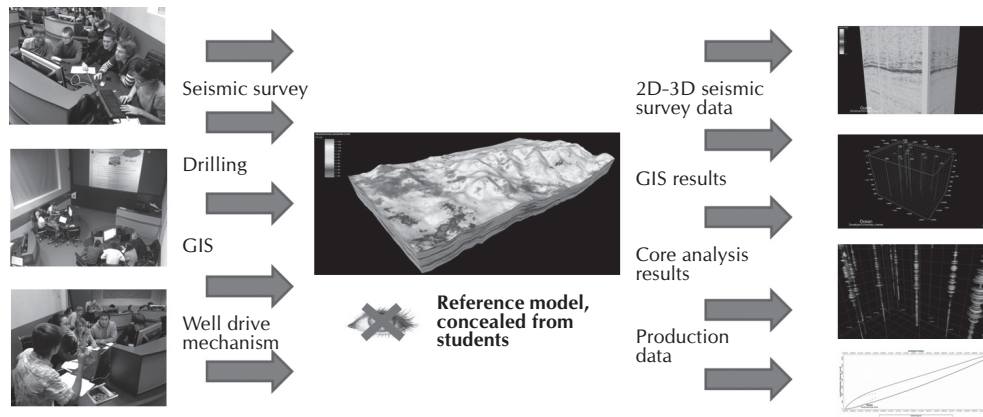 Seismic survey
Drilling
GIS
Well drive
mechanism
Reference model,
concealed from
students
2D–3D seismic
survey data
GIS results
Core analysis
results
Production
data